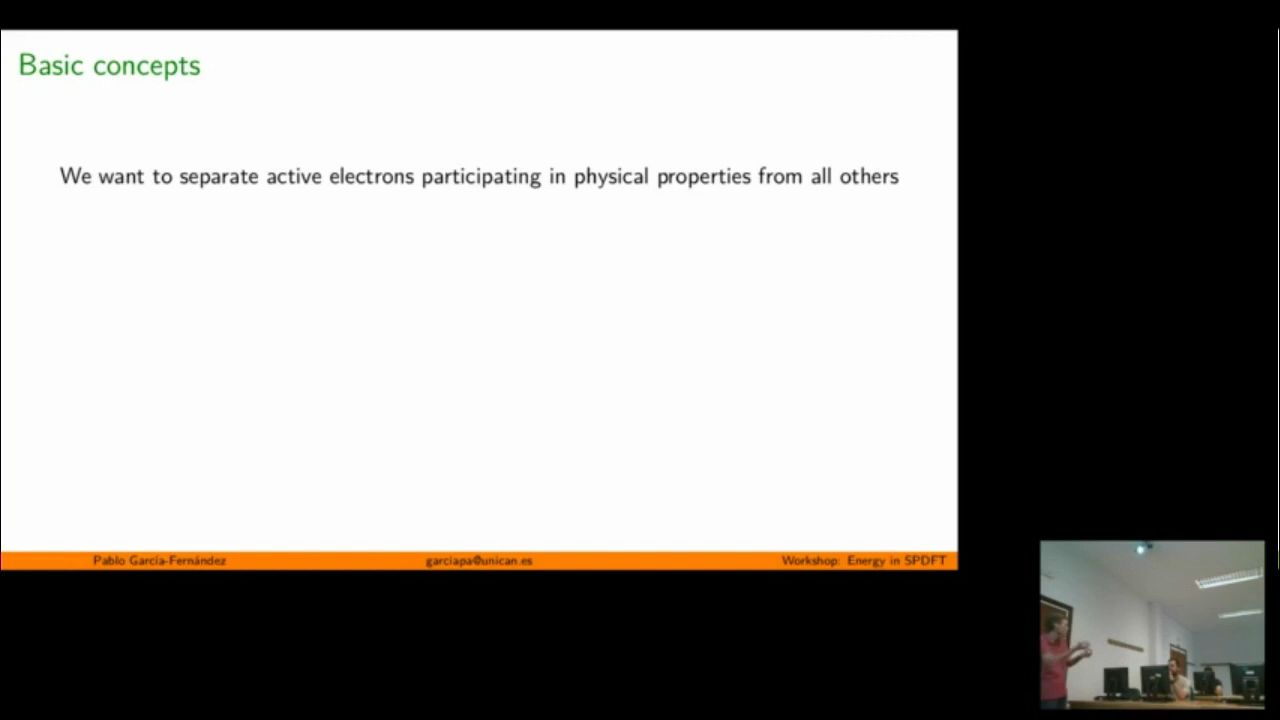 Basic concepts
We want to separate active electrons participating in physical properties from all others
Pablo García-Fernández garciapa@unican.es Workshop: Energy in SPDFT